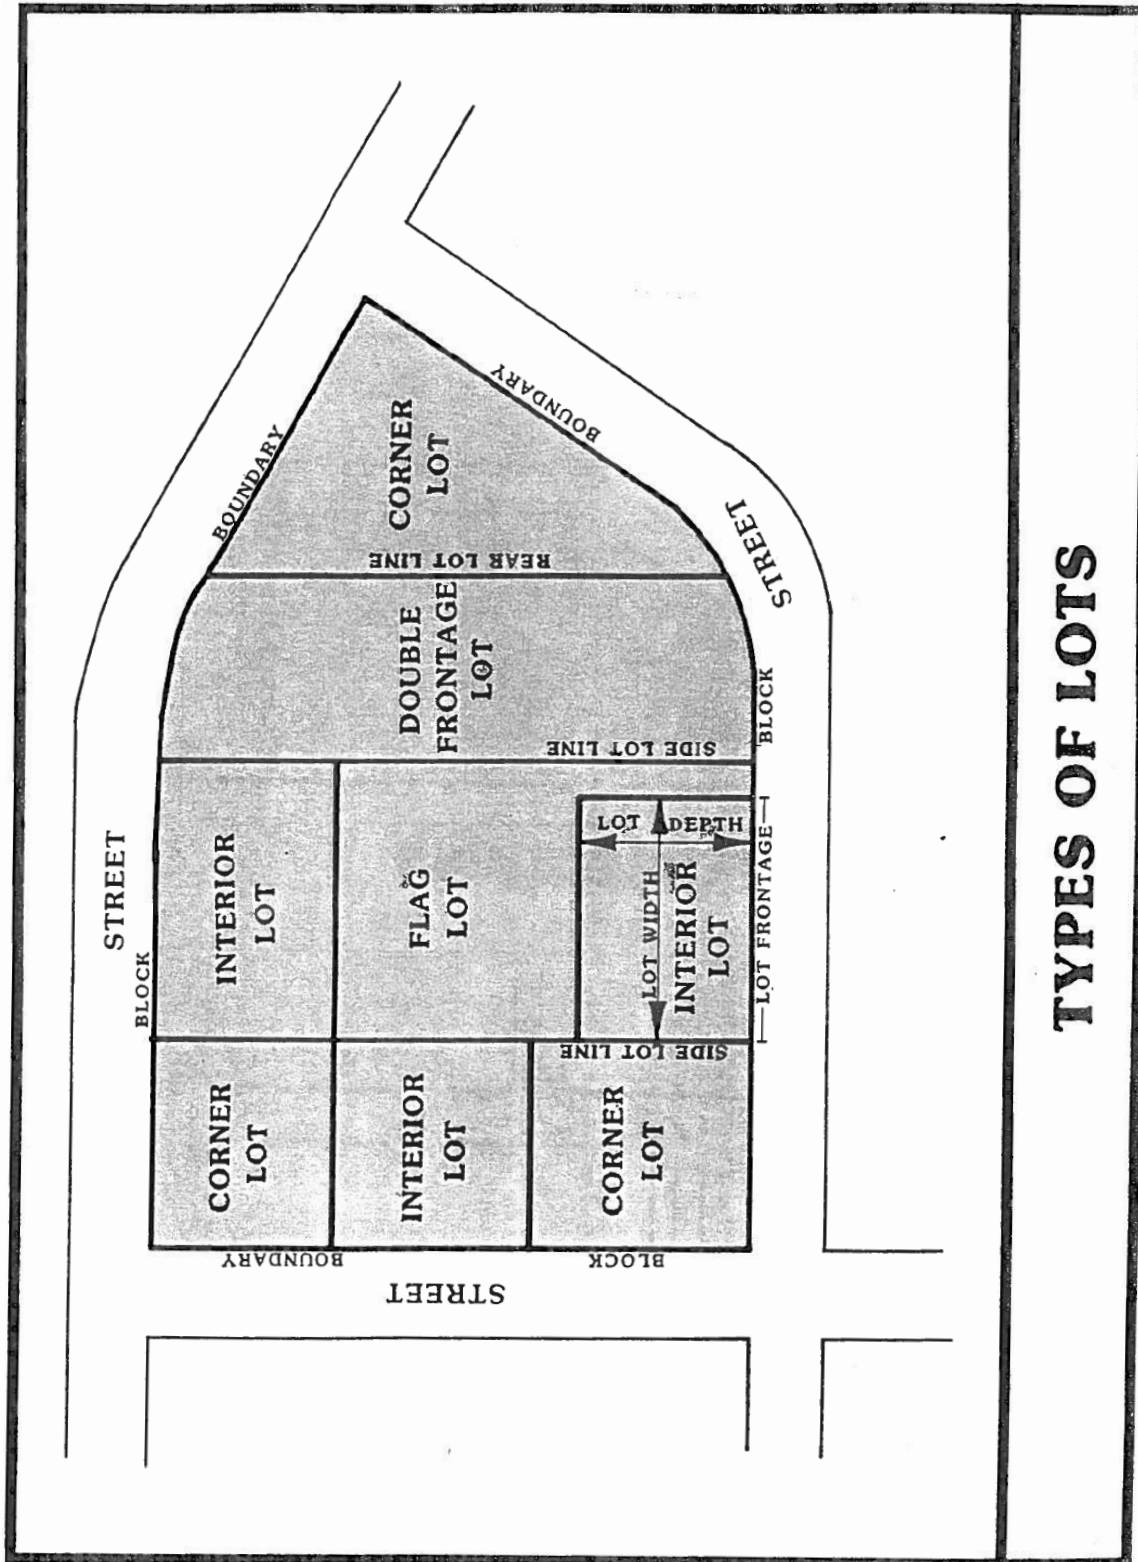 STREET
BLOCK
BOUNDARY
CORNER
LOT
INTERIOR
LOT
BOUNDARY
STREET
BLOCK
INTERIOR
LOT
FLAG
LOT
DOUBLE
FRONTAGE
LOT
REAR LOT LINE
CORNER
LOT
BOUNDARY
CORNER
LOT
SIDE LOT LINE
LOT WIDTH
LOT DEPTH
INTERIOR
LOT
SIDE LOT LINE
LOT FRONTAGE
BLOCK
STREET
TYPES OF LOTS